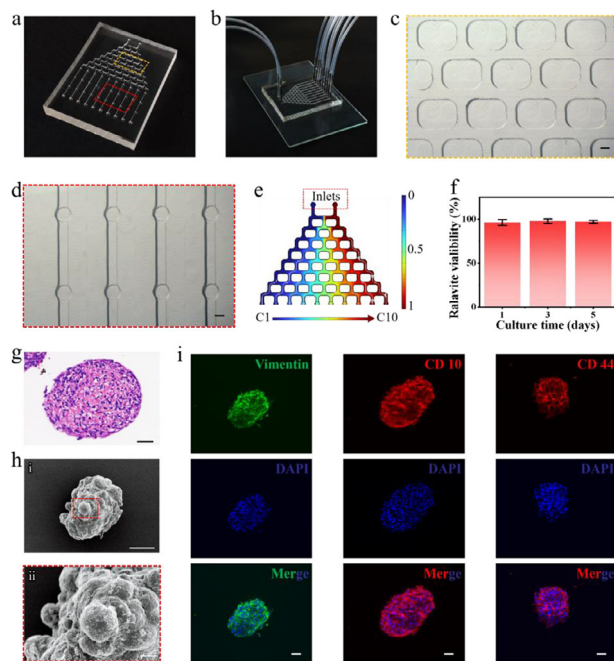 a
b
c
d
e
Inlets
0
0.5
1
C1
C10
f
Ralavite vialibility (%)
100
50
0
1
3
5
Culture time (days)
g
h
i
ii
i
Vimentin
CD 10
CD 44
DAPI
DAPI
DAPI
Merge
Merge
Merge